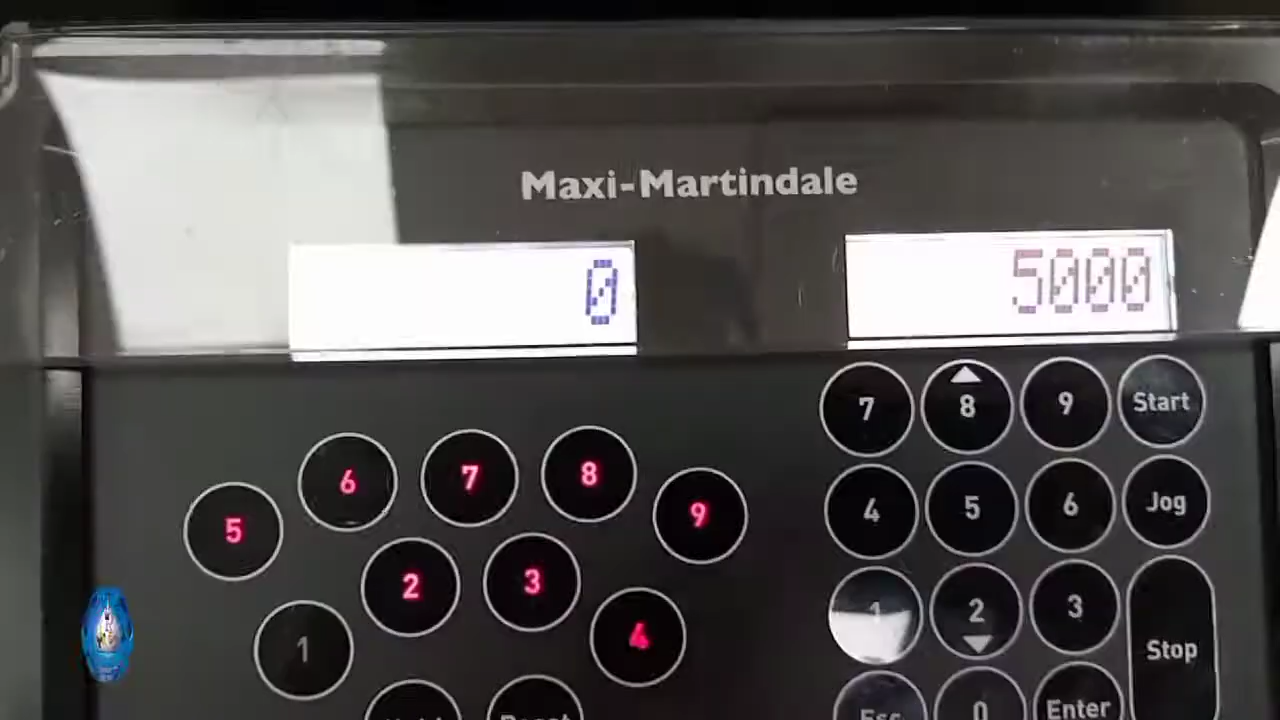 Maxi-Martindale
0
5000
7 8 9 Start
6 7 8
5 9
4 5 6 Jog
2 3
1 4
1 2 3 Stop
0 Enter